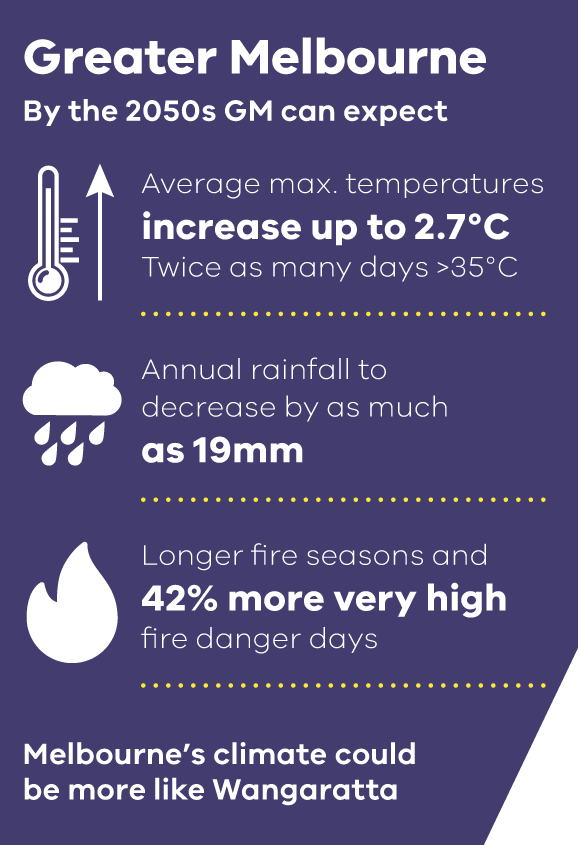 Greater Melbourne
By the 2050s GM can expect
Average max. temperatures
increase up to 2.7°C
Twice as many days >35°C
Annual rainfall to
decrease by as much
as 19mm
Longer fire seasons and
42% more very high
fire danger days
Melbourne's climate could
be more like Wangaratta